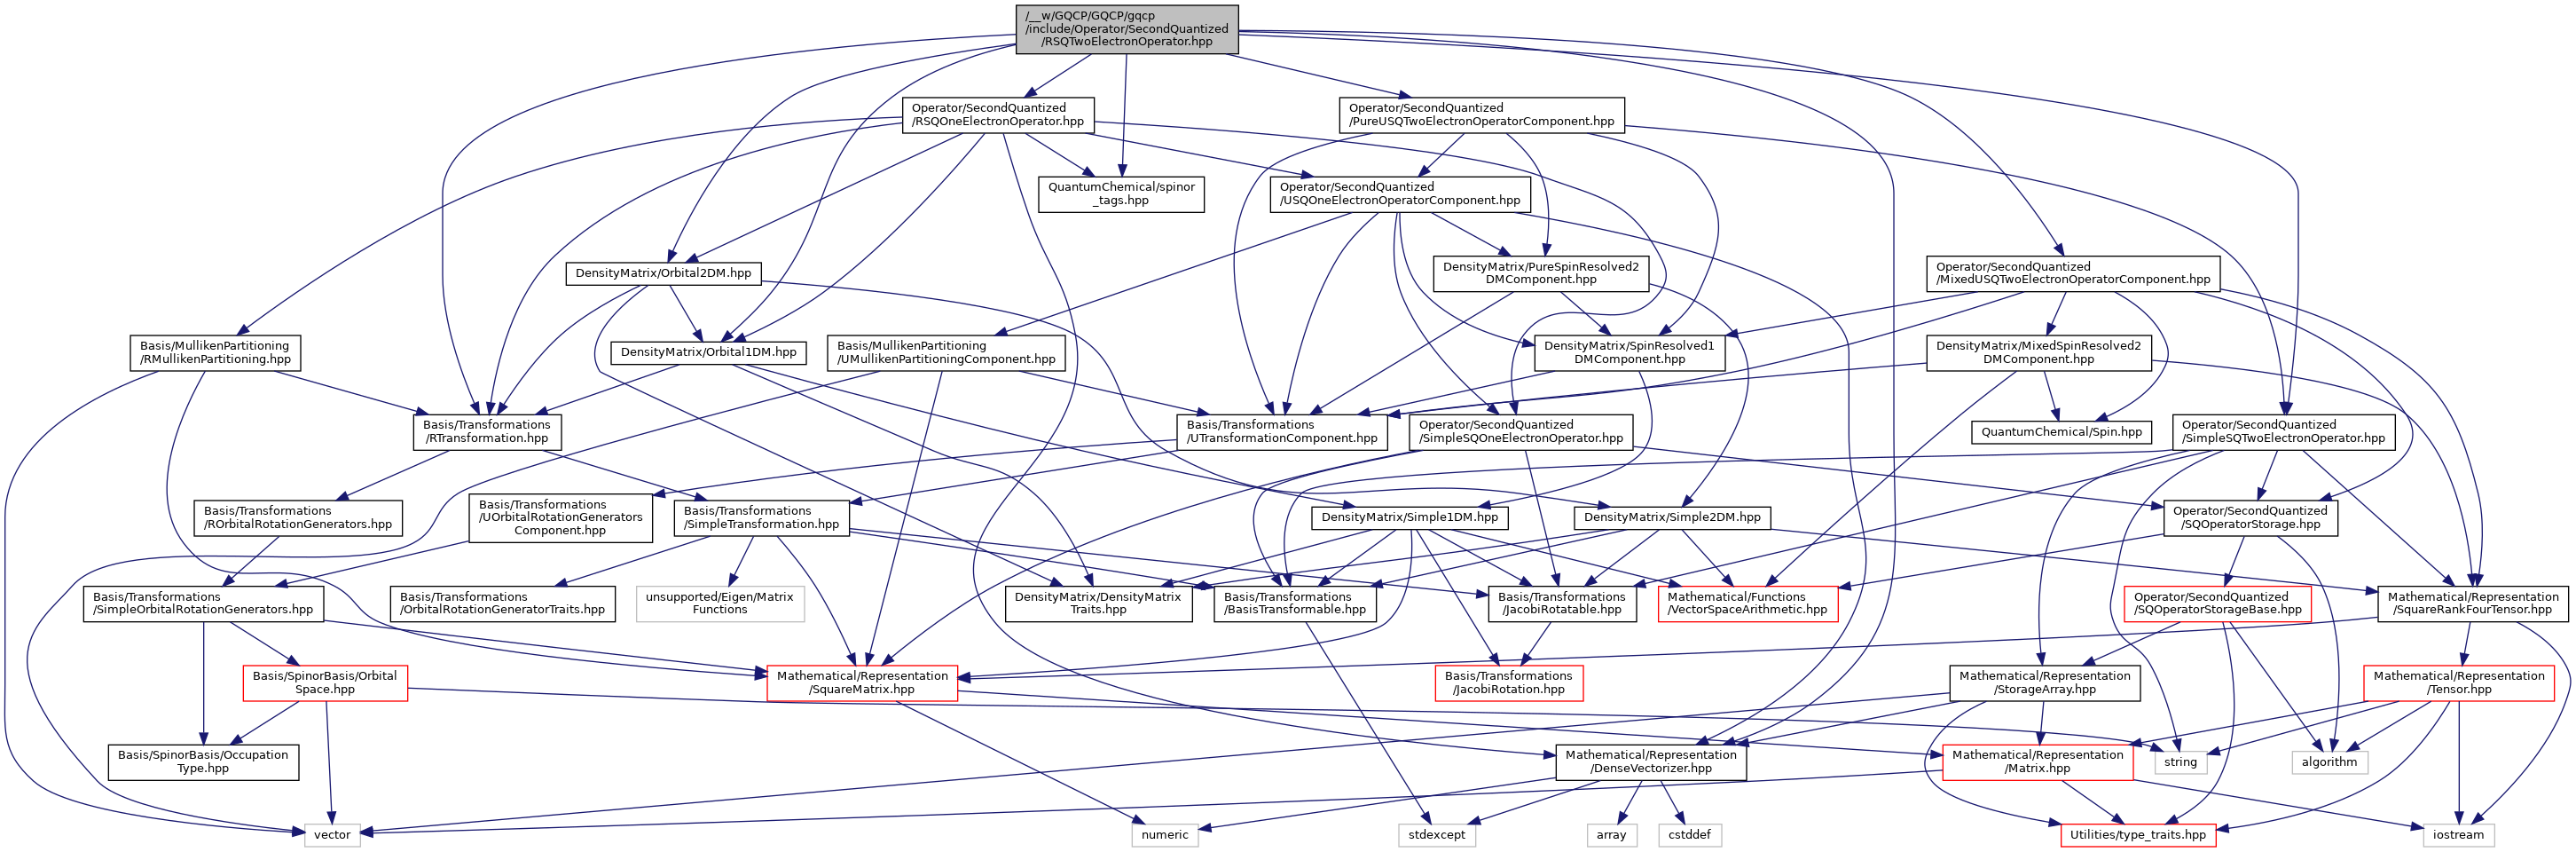 /__w/GQCP/GQCP/gqcp
/include/Operator/SecondQuantized
/RSQTwoElectronOperator.hpp
Operator/SecondQuantized
/RSQOneElectronOperator.hpp
Operator/SecondQuantized
/PureUSQTwoElectronOperatorComponent.hpp
QuantumChemical/spinor
_tags.hpp
Operator/SecondQuantized
/USQOneElectronOperatorComponent.hpp
DensityMatrix/Orbital2DM.hpp
DensityMatrix/PureSpinResolved2
DMComponent.hpp
Operator/SecondQuantized
/MixedUSQTwoElectronOperatorComponent.hpp
Basis/MullikenPartitioning
/RMullikenPartitioning.hpp
DensityMatrix/Orbital1DM.hpp
Basis/MullikenPartitioning
/UMullikenPartitioningComponent.hpp
DensityMatrix/SpinResolved1
DMComponent.hpp
DensityMatrix/MixedSpinResolved2
DMComponent.hpp
Basis/Transformations
/RTransformation.hpp
Basis/Transformations
/UTransformationComponent.hpp
Operator/SecondQuantized
/SimpleSQOneElectronOperator.hpp
QuantumChemical/Spin.hpp
Operator/SecondQuantized
/SimpleSQTwoElectronOperator.hpp
Basis/Transformations
/ROrbitalRotationGenerators.hpp
Basis/Transformations
/UOrbitalRotationGenerators
Component.hpp
Basis/Transformations
/SimpleTransformation.hpp
DensityMatrix/Simple1DM.hpp
DensityMatrix/Simple2DM.hpp
Operator/SecondQuantized
/SQOperatorStorage.hpp
Basis/Transformations
/SimpleOrbitalRotationGenerators.hpp
Basis/Transformations
/OrbitalRotationGeneratorTraits.hpp
unsupported/Eigen/Matrix
Functions
DensityMatrix/DensityMatrix
Traits.hpp
Basis/Transformations
/BasisTransformable.hpp
Basis/Transformations
/JacobiRotatable.hpp
Mathematical/Functions
/VectorSpaceArithmetic.hpp
Operator/SecondQuantized
/SQOperatorStorageBase.hpp
Mathematical/Representation
/SquareRankFourTensor.hpp
Basis/SpinorBasis/Orbital
Space.hpp
Mathematical/Representation
/SquareMatrix.hpp
Basis/Transformations
/JacobiRotation.hpp
Mathematical/Representation
/StorageArray.hpp
Mathematical/Representation
/Tensor.hpp
Basis/SpinorBasis/Occupation
Type.hpp
Mathematical/Representation
/DenseVectorizer.hpp
Mathematical/Representation
/Matrix.hpp
string
algorithm
vector
numeric
stdexcept
array
cstddef
Utilities/type_traits.hpp
iostream